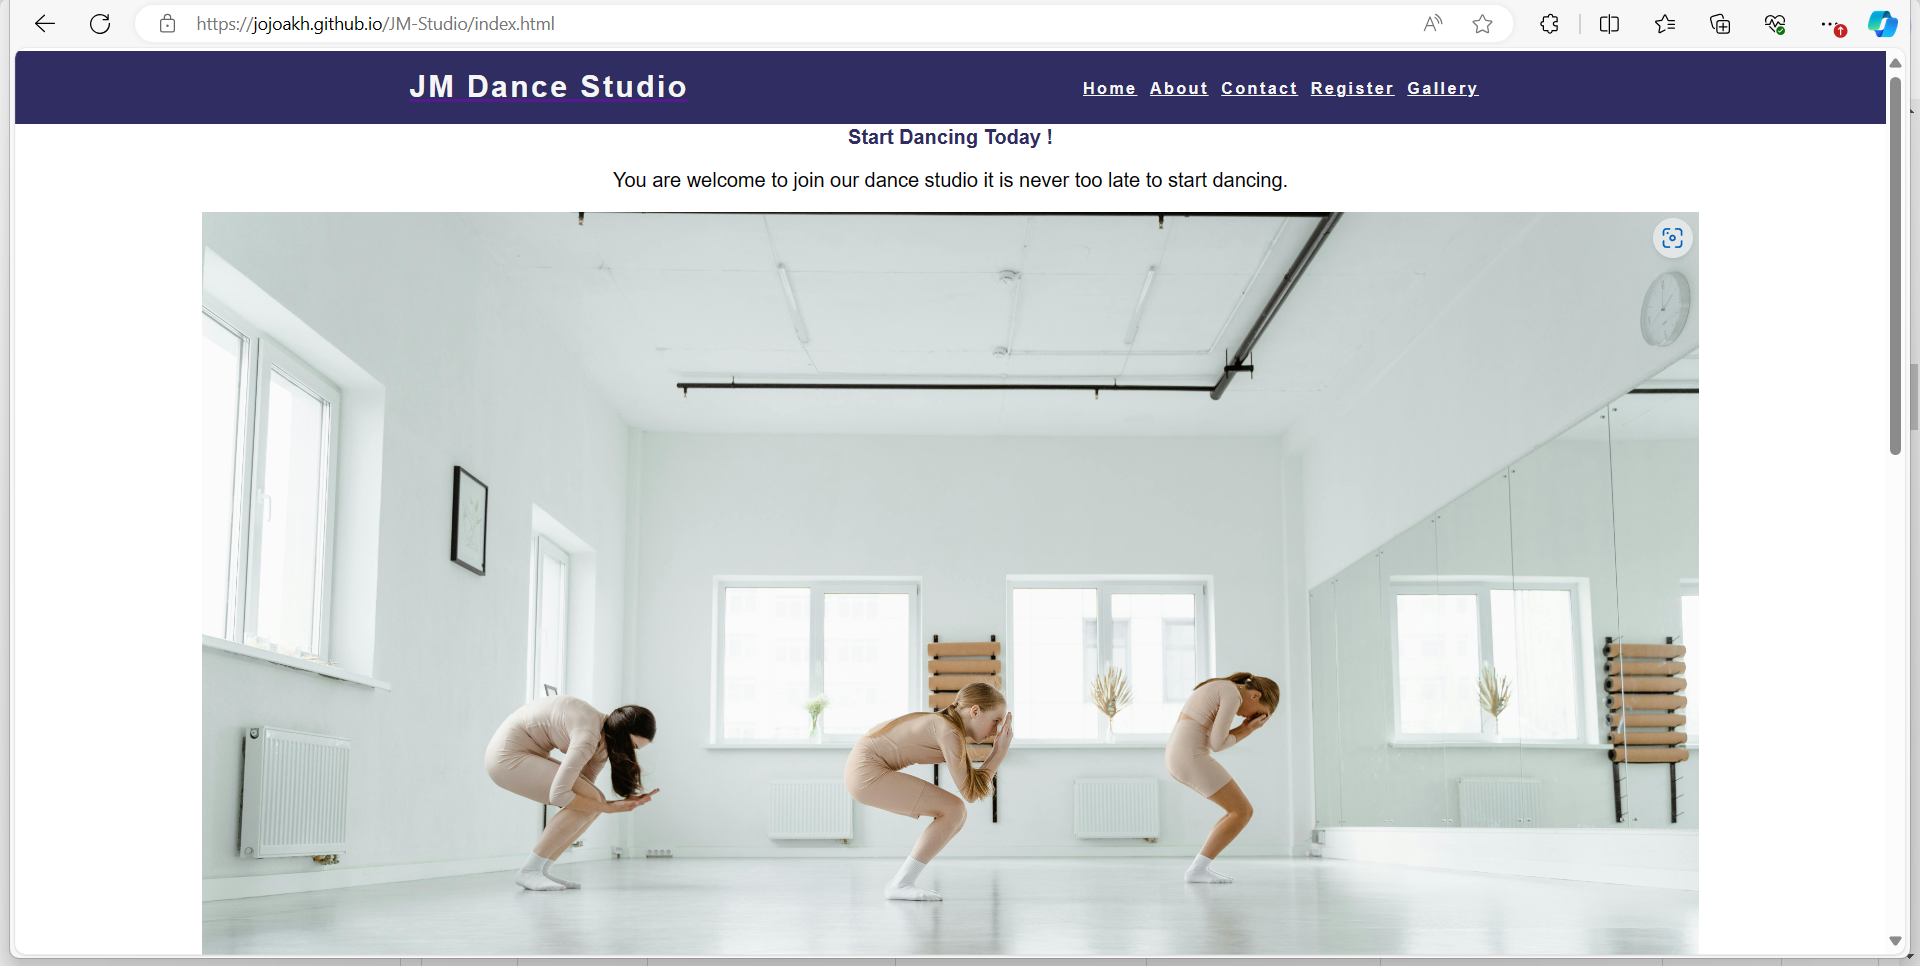 https://jojoakh.github.io/JM-Studio/index.html
JM Dance Studio
Home About Contact Register Gallery
Start Dancing Today !
You are welcome to join our dance studio it is never too late to start dancing.